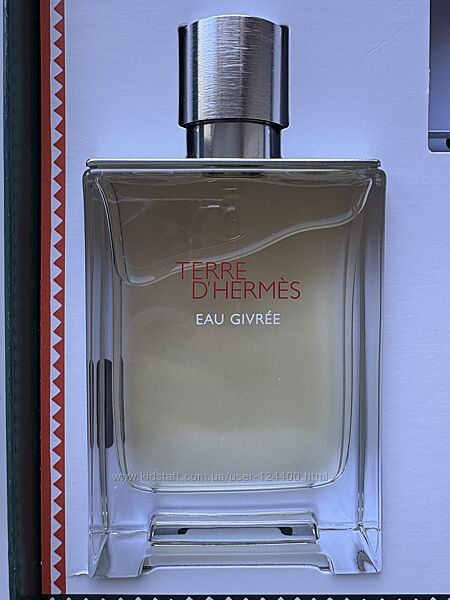 TERRE
D'HERMÈS
EAU GIVRÉE
www.kidstaff.com.ua/user-124400.html